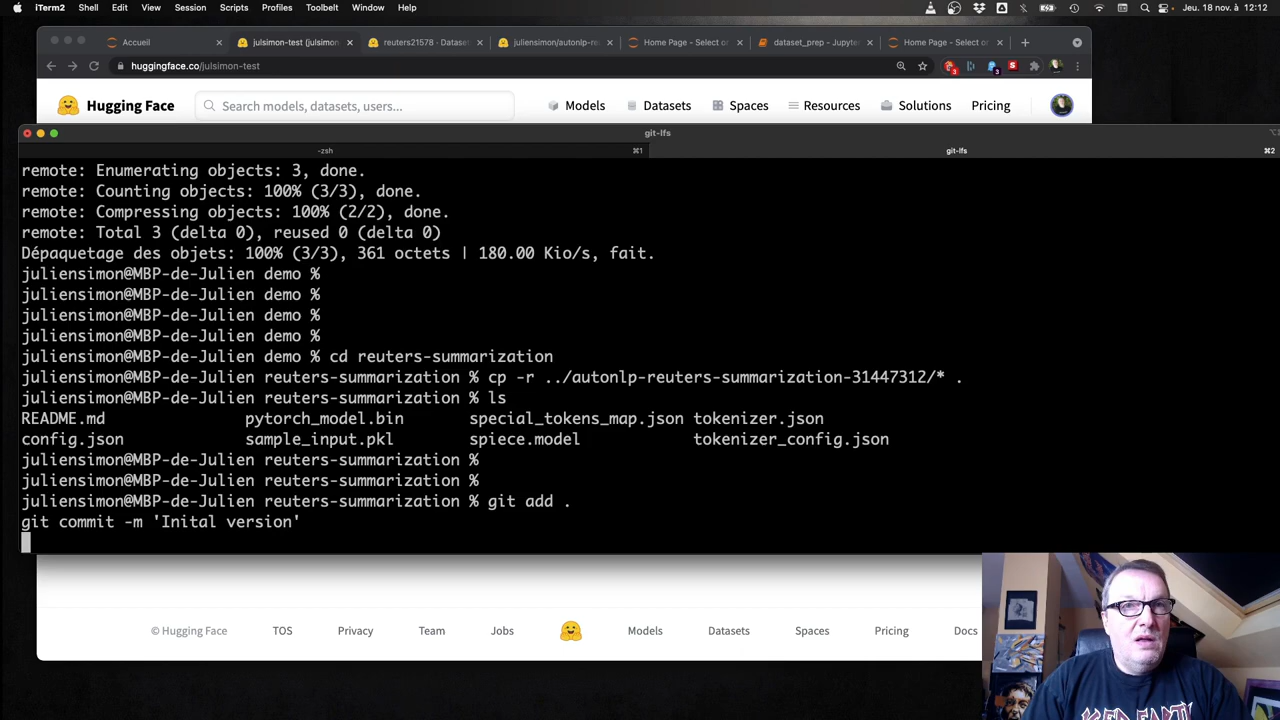 iTerm2 Shell Edit View Session Scripts Profiles Toolbelt Window Help Jeu. 18 nov. à 12:12
Accueil julsimon-test (julsimon reuters21578 - Datase juliensimon/autonlp-re Home Page - Select or dataset_prep - Jupyter Home Page - Select or
huggingface.co/julsimon-test
Hugging Face Search models, datasets, users... Models Datasets Spaces Resources Solutions Pricing
git-lfs
-zsh ⌘1 git-lfs ⌘2
remote: Enumerating objects: 3, done.
remote: Counting objects: 100% (3/3), done.
remote: Compressing objects: 100% (2/2), done.
remote: Total 3 (delta 0), reused 0 (delta 0)
Dépaquetage des objets: 100% (3/3), 361 octets | 180.00 Kio/s, fait.
juliensimon@MBP-de-Julien demo %
juliensimon@MBP-de-Julien demo %
juliensimon@MBP-de-Julien demo %
juliensimon@MBP-de-Julien demo %
juliensimon@MBP-de-Julien demo % cd reuters-summarization
juliensimon@MBP-de-Julien reuters-summarization % cp -r ../autonlp-reuters-summarization-31447312/* .
juliensimon@MBP-de-Julien reuters-summarization % ls
README.md pytorch_model.bin special_tokens_map.json tokenizer.json
config.json sample_input.pkl spiece.model tokenizer_config.json
juliensimon@MBP-de-Julien reuters-summarization %
juliensimon@MBP-de-Julien reuters-summarization %
juliensimon@MBP-de-Julien reuters-summarization % git add .
git commit -m 'Inital version'
© Hugging Face TOS Privacy Team Jobs Models Datasets Spaces Pricing Docs